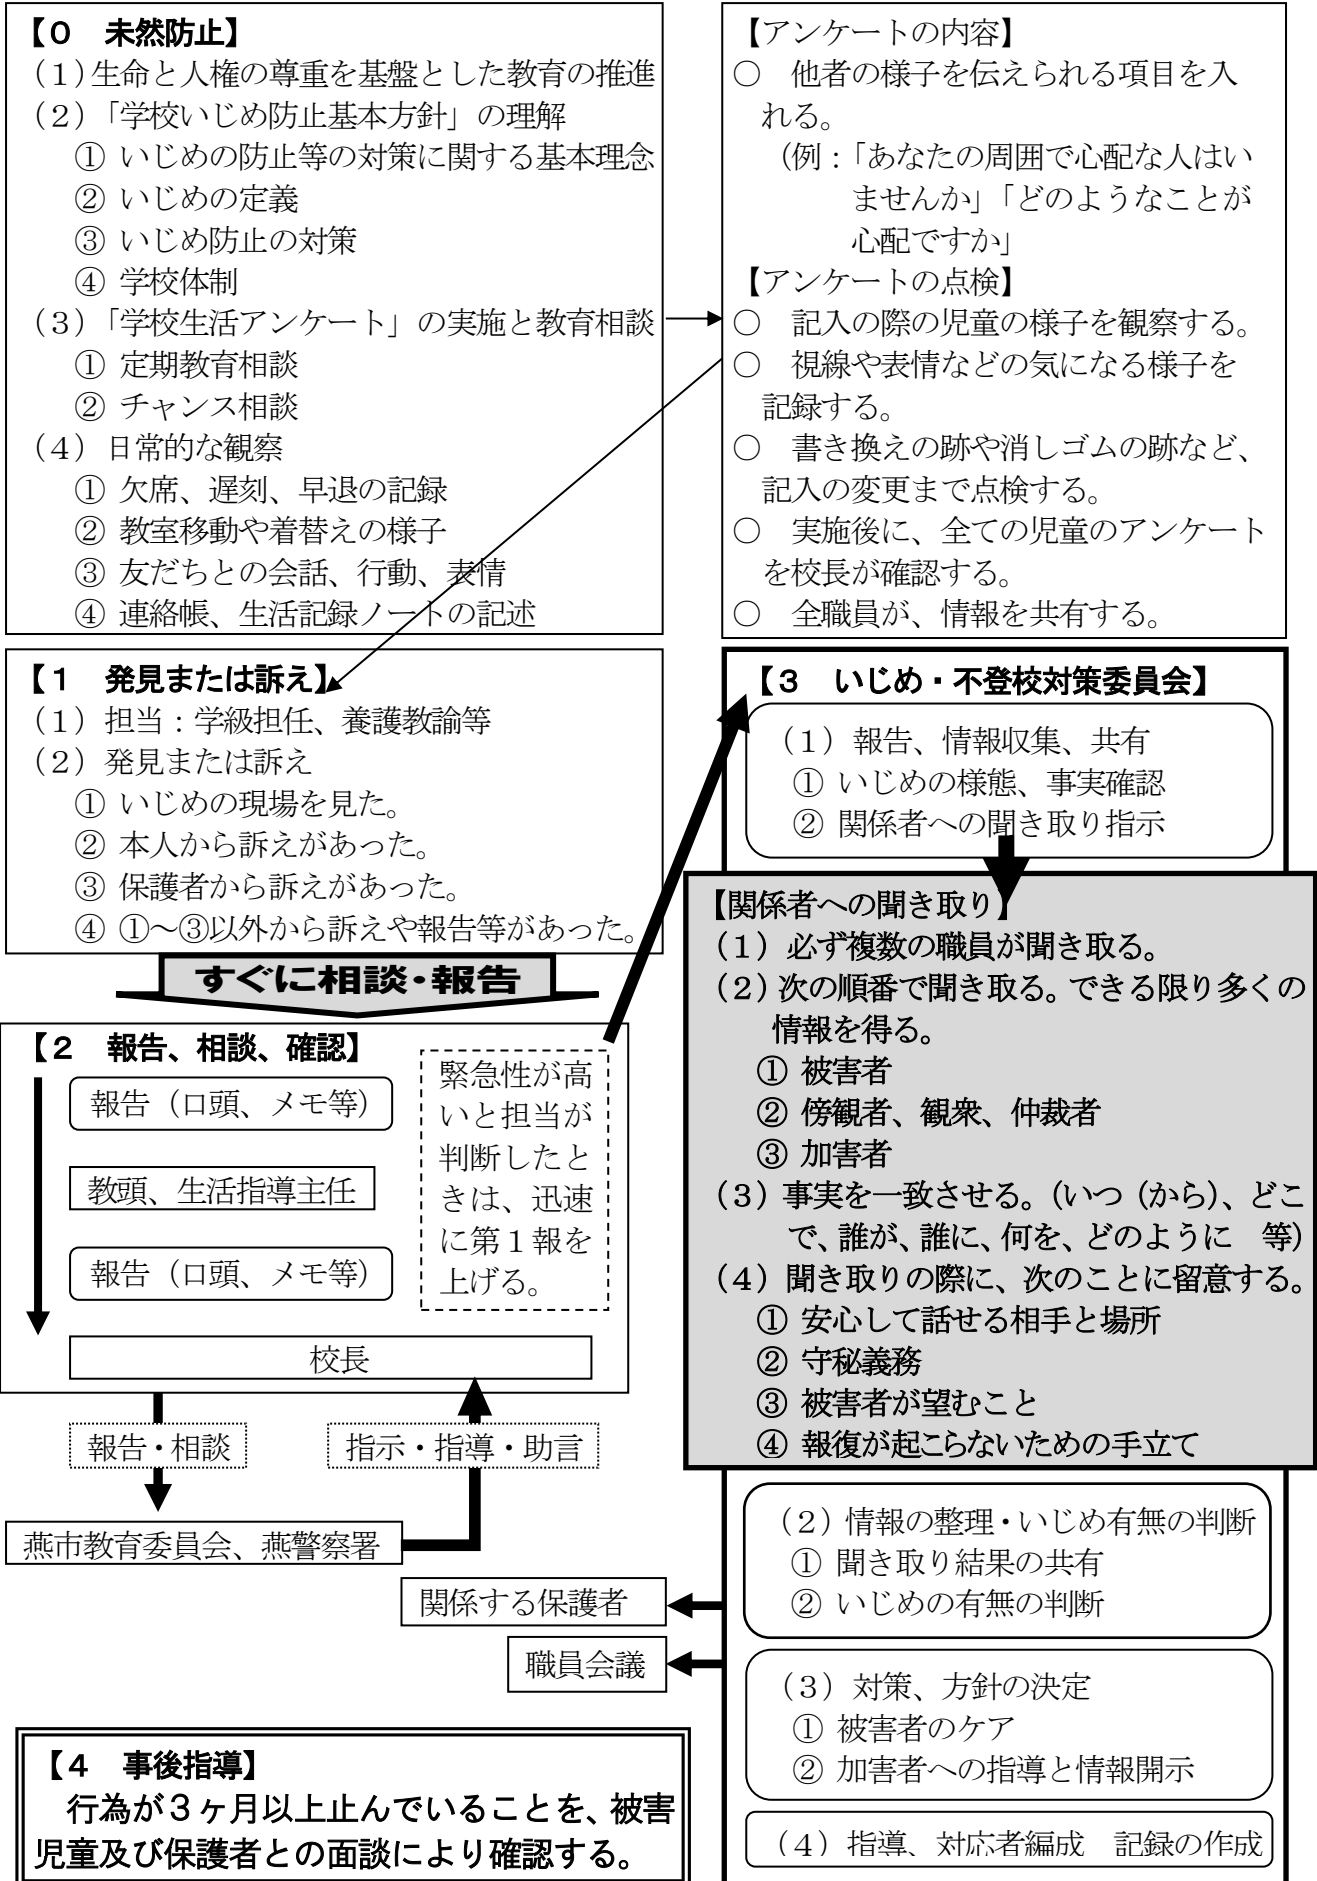 【０　未然防止】
（１）生命と人権の尊重を基盤とした教育の推進
（２）「学校いじめ防止基本方針」の理解
① いじめの防止等の対策に関する基本理念
② いじめの定義
③ いじめ防止の対策
④ 学校体制
（３）「学校生活アンケート」の実施と教育相談
① 定期教育相談
② チャンス相談
（４）日常的な観察
① 欠席、遅刻、早退の記録
② 教室移動や着替えの様子
③ 友だちとの会話、行動、表情
④ 連絡帳、生活記録ノートの記述
【アンケートの内容】
○　他者の様子を伝えられる項目を入
れる。
（例：「あなたの周囲で心配な人はい
ませんか」「どのようなことが
心配ですか」
【アンケートの点検】
○　記入の際の児童の様子を観察する。
○　視線や表情などの気になる様子を
記録する。
○　書き換えの跡や消しゴムの跡など、
記入の変更まで点検する。
○　実施後に、全ての児童のアンケート
を校長が確認する。
○　全職員が、情報を共有する。
【１　発見または訴え】
（１）担当：学級担任、養護教諭等
（２）発見または訴え
① いじめの現場を見た。
② 本人から訴えがあった。
③ 保護者から訴えがあった。
④ ①～③以外から訴えや報告等があった。
すぐに相談・報告
【２　報告、相談、確認】
報告（口頭、メモ等）
教頭、生活指導主任
報告（口頭、メモ等）
校長
緊急性が高
いと担当が
判断したと
きは、迅速
に第１報を
上げる。
報告・相談
指示・指導・助言
燕市教育委員会、燕警察署
【３　いじめ・不登校対策委員会】
（１）報告、情報収集、共有
① いじめの様態、事実確認
② 関係者への聞き取り指示
【関係者への聞き取り】
（１）必ず複数の職員が聞き取る。
（２）次の順番で聞き取る。できる限り多くの
情報を得る。
① 被害者
② 傍観者、観衆、仲裁者
③ 加害者
（３）事実を一致させる。（いつ（から）、どこ
で、誰が、誰に、何を、どのように　等）
（４）聞き取りの際に、次のことに留意する。
① 安心して話せる相手と場所
② 守秘義務
③ 被害者が望むこと
④ 報復が起こらないための手立て
（２）情報の整理・いじめ有無の判断
① 聞き取り結果の共有
② いじめの有無の判断
関係する保護者
職員会議
（３）対策、方針の決定
① 被害者のケア
② 加害者への指導と情報開示
（４）指導、対応者編成　記録の作成
【４　事後指導】
行為が３ヶ月以上止んでいることを、被害
児童及び保護者との面談により確認する。